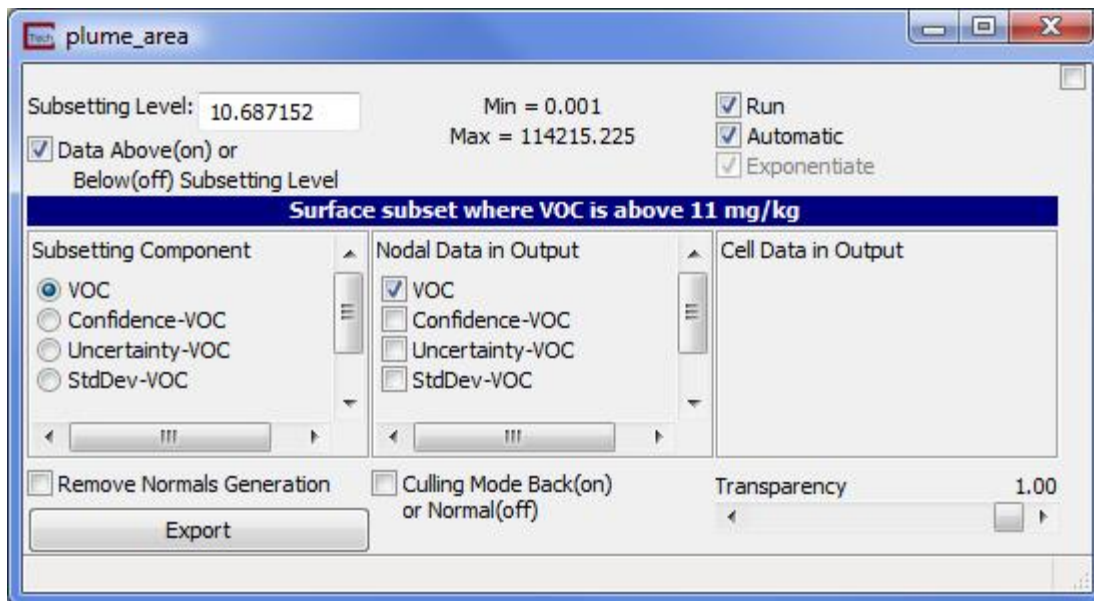 Tech plume_area
Subsetting Level: 10.687152
Min = 0.001
Max = 114215.225
Run
Automatic
Exponentiate
Data Above(on) or
Below(off) Subsetting Level
Surface subset where VOC is above 11 mg/kg
Subsetting Component
VOC
Confidence-VOC
Uncertainty-VOC
StdDev-VOC
Nodal Data in Output
VOC
Confidence-VOC
Uncertainty-VOC
StdDev-VOC
Cell Data in Output
Remove Normals Generation
Export
Culling Mode Back(on)
or Normal(off)
Transparency 1.00